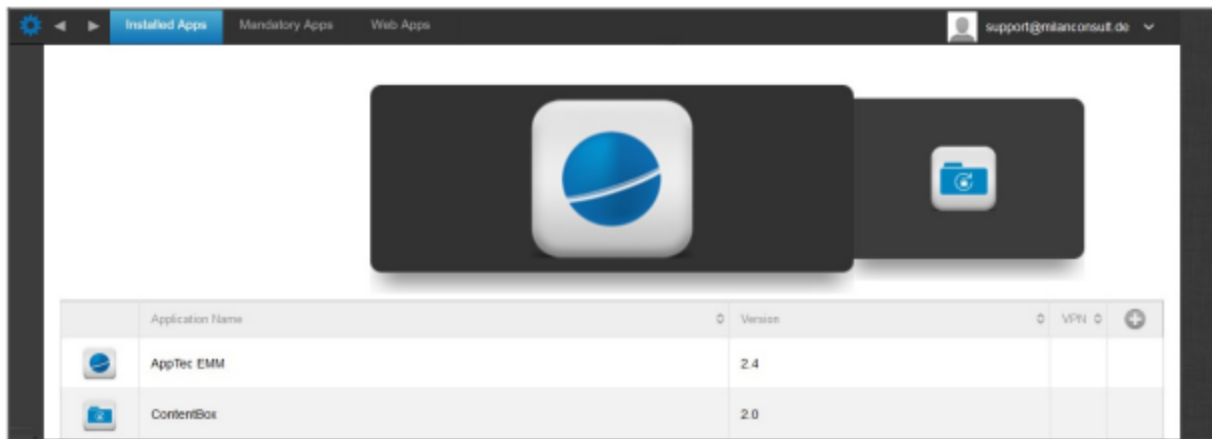 Installed Apps Mandatory Apps Web Apps support@milanconsult.de
Application Name Version VPN
AppTec EMM 2.4
ContentBox 2.0